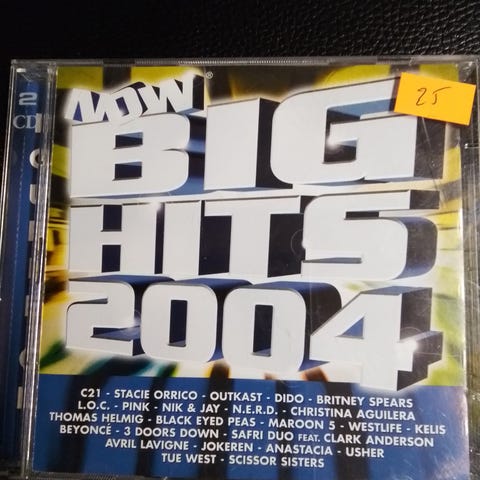 NOW®
BIG
HITS
2004
25
2
CD
C21 - STACIE ORRICO - OUTKAST - DIDO - BRITNEY SPEARS
L.O.C. - PINK - NIK & JAY - N.E.R.D. - CHRISTINA AGUILERA
THOMAS HELMIG - BLACK EYED PEAS - MAROON 5 - WESTLIFE - KELIS
BEYONCÉ - 3 DOORS DOWN - SAFRI DUO FEAT. CLARK ANDERSON
AVRIL LAVIGNE - JOKEREN - ANASTACIA - USHER
TUE WEST - SCISSOR SISTERS